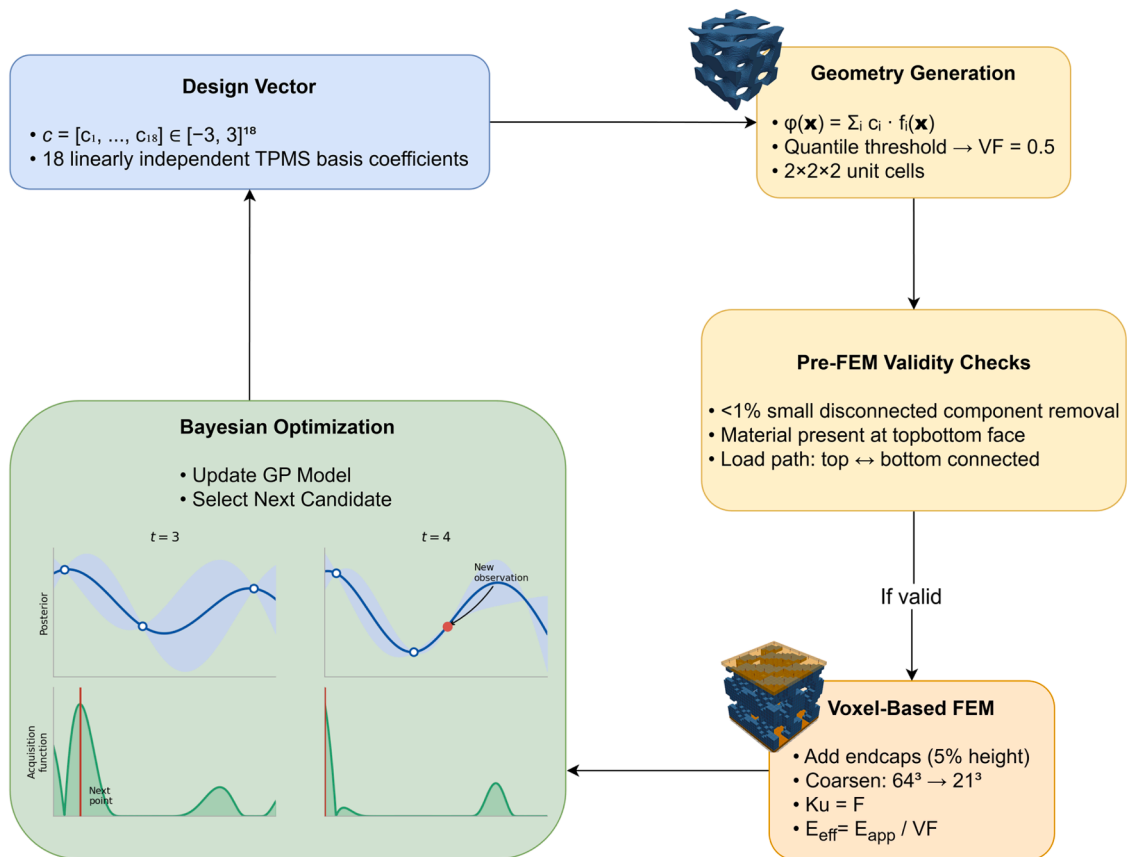 Design Vector
• c = [c₁, ..., c₁₈] ∈ [−3, 3]¹⁸
• 18 linearly independent TPMS basis coefficients
Geometry Generation
• φ(𝐱) = Σᵢ cᵢ · fᵢ(𝐱)
• Quantile threshold → VF = 0.5
• 2×2×2 unit cells
Pre-FEM Validity Checks
• <1% small disconnected component removal
• Material present at topbottom face
• Load path: top ↔ bottom connected
If valid
Voxel-Based FEM
• Add endcaps (5% height)
• Coarsen: 64³ → 21³
• Ku = F
• E_eff= E_app / VF
Bayesian Optimization
• Update GP Model
• Select Next Candidate
t = 3
t = 4
Posterior
New
observation
Acquisition
function
Next
point